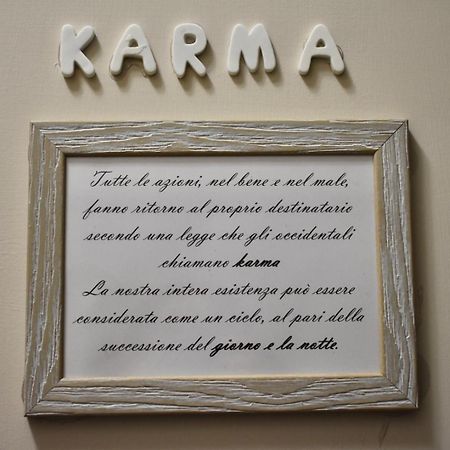 KARMA
Tutte le azioni, nel bene e nel male,
fanno ritorno al proprio destinatario
secondo una legge che gli occidentali
chiamano karma
La nostra intera esistenza può essere
considerata come un ciclo, al pari della
successione del giorno e la notte.